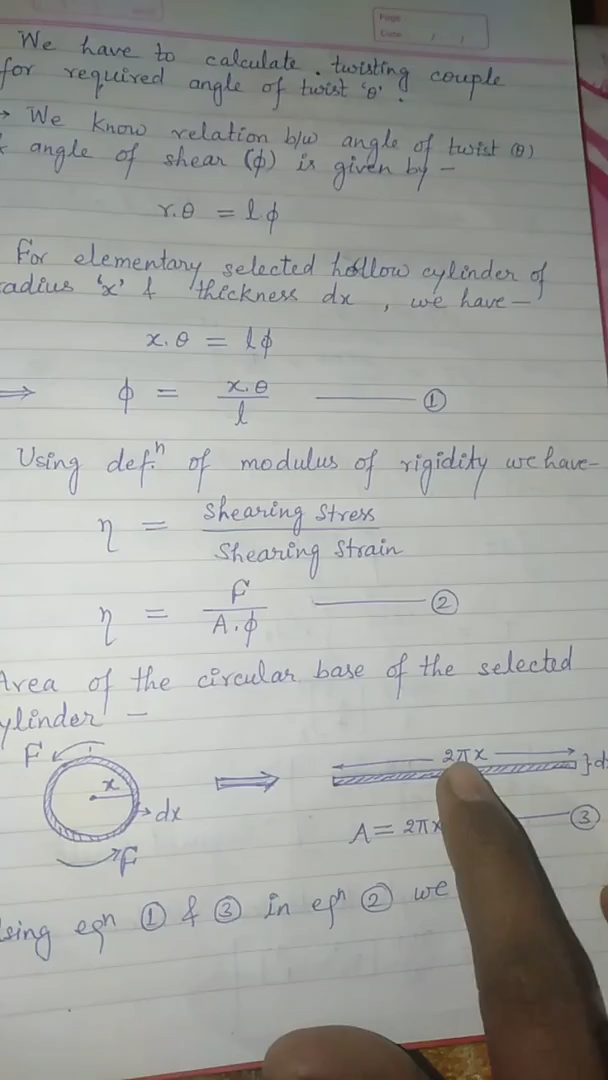 Page
Date
We have to calculate . twisting couple
for required angle of twist 'θ' .
→ We know relation b/w angle of twist (θ)
& angle of shear (ϕ) is given by –
r.θ = lϕ
For elementary selected hollow cylinder of
radius 'x' & thickness dx , we have –
x.θ = lϕ
⇒ ϕ = x.θ / l —— ①
Using def.ⁿ of modulus of rigidity we have –
η = Shearing Stress / Shearing Strain
η = F / A.ϕ —— ②
Area of the circular base of the selected
cylinder –
F x dx F ⇒ 2πx
A = 2πx —— ③
Using eqⁿ ① & ③ in eqⁿ ② we